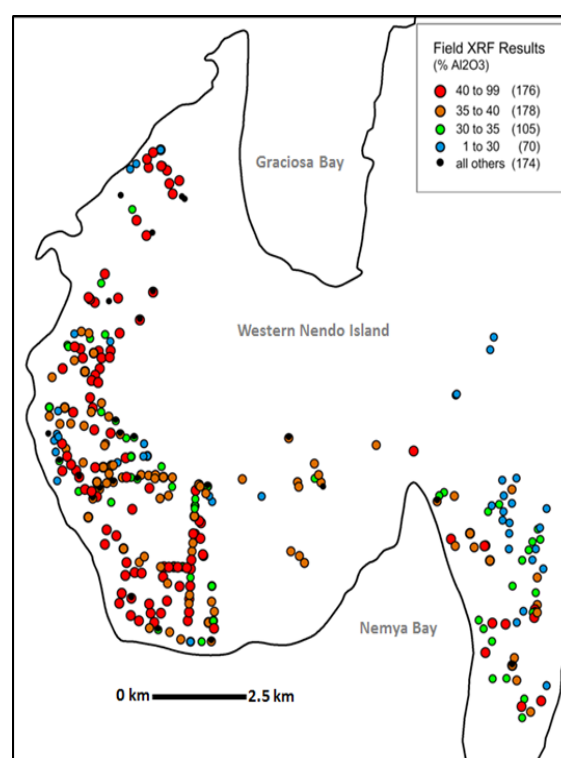 Field XRF Results
(% Al2O3)
40 to 99 (176)
35 to 40 (178)
30 to 35 (105)
1 to 30 (70)
all others (174)
Graciosa Bay
Western Nendo Island
Nemya Bay
0 km 2.5 km